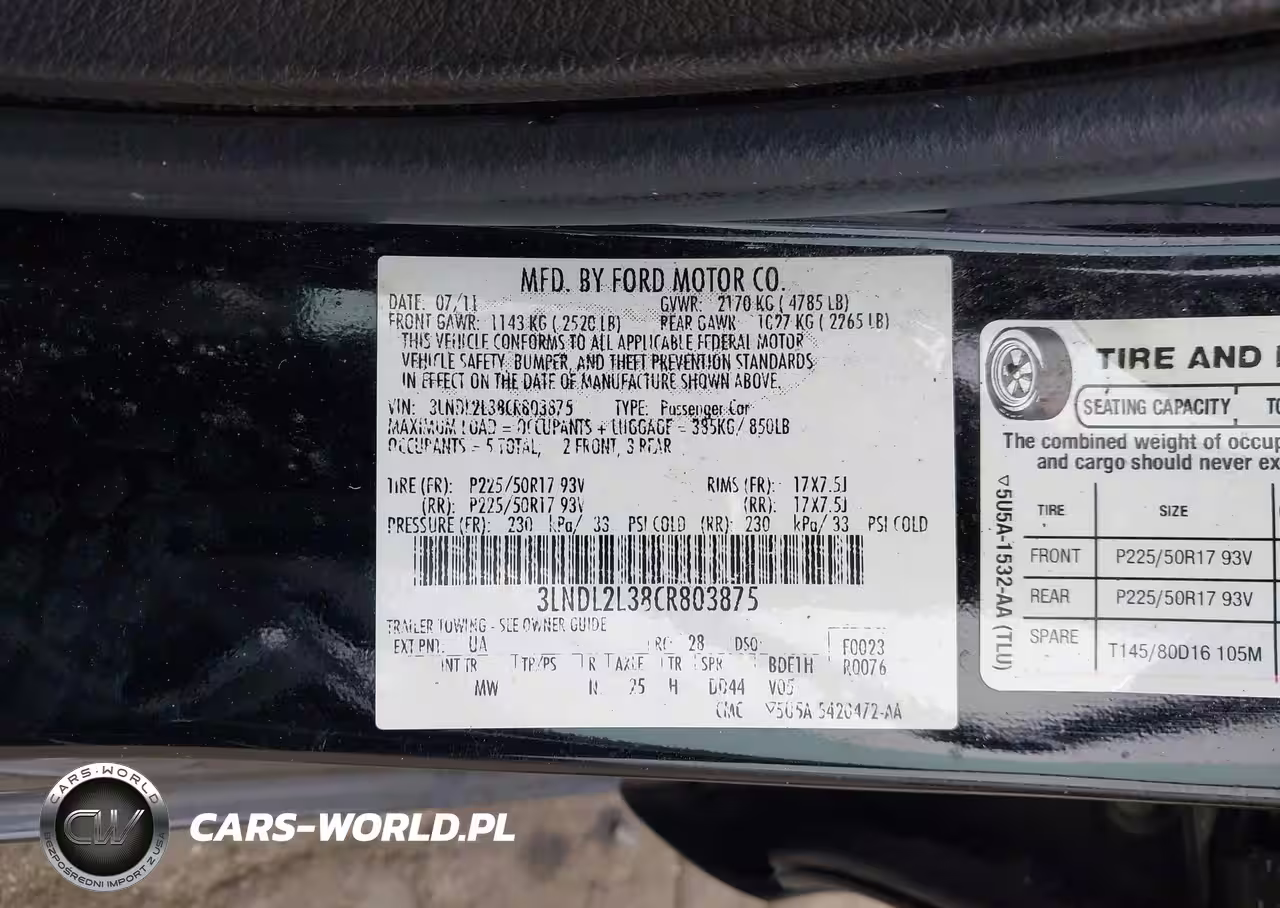 MFD. BY FORD MOTOR CO.
DATE: 07/11 GVWR: 2170 KG ( 4785 LB)
FRONT GAWR: 1143 KG ( 2520 LB) REAR GAWR: 1027 KG ( 2265 LB)
THIS VEHICLE CONFORMS TO ALL APPLICABLE FEDERAL MOTOR
VEHICLE SAFETY, BUMPER, AND THEFT PREVENTION STANDARDS
IN EFFECT ON THE DATE OF MANUFACTURE SHOWN ABOVE.
VIN: 3LNDL2L38CR803875 TYPE: Passenger Car
MAXIMUM LOAD = OCCUPANTS + LUGGAGE = 385KG/ 850LB
OCCUPANTS = 5 TOTAL, 2 FRONT, 3 REAR
TIRE (FR): P225/50R17 93V RIMS (FR): 17X7.5J
(RR): P225/50R17 93V (RR): 17X7.5J
PRESSURE (FR): 230 kPa/ 33 PSI COLD (RR): 230 kPa/ 33 PSI COLD
3LNDL2L38CR803875
TRAILER TOWING - SEE OWNER GUIDE
EXT PNT: UA RC: 28 DSO: F0023
INT TR TP/PS R AXLE TR SPR BDE1H R0076
MW 25 H DD44 V05
CMC ▽5U5A 5420472-AA
TIRE AND
SEATING CAPACITY
The combined weight of
and cargo should never
▽5U5A-1532-AA (TLU)
TIRE SIZE
FRONT P225/50R17 93V
REAR P225/50R17 93V
SPARE T145/80D16 105M
CARS-WORLD
CW
BEZPOŚREDNI IMPORT Z USA
CARS-WORLD.PL